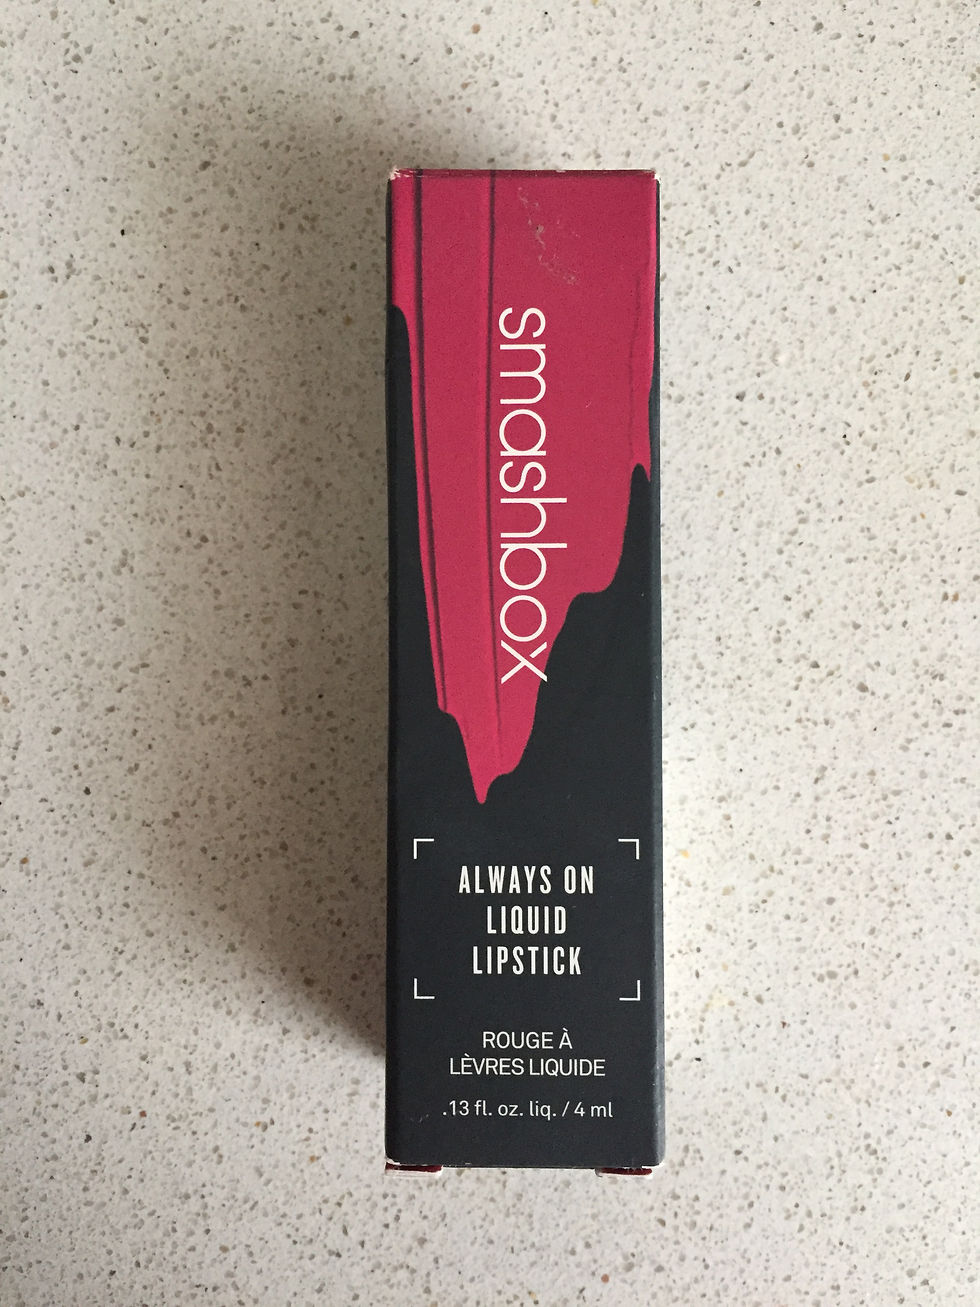 smashbox
ALWAYS ON
LIQUID
LIPSTICK
ROUGE À
LÈVRES LIQUIDE
.13 fl. oz. liq. / 4 ml